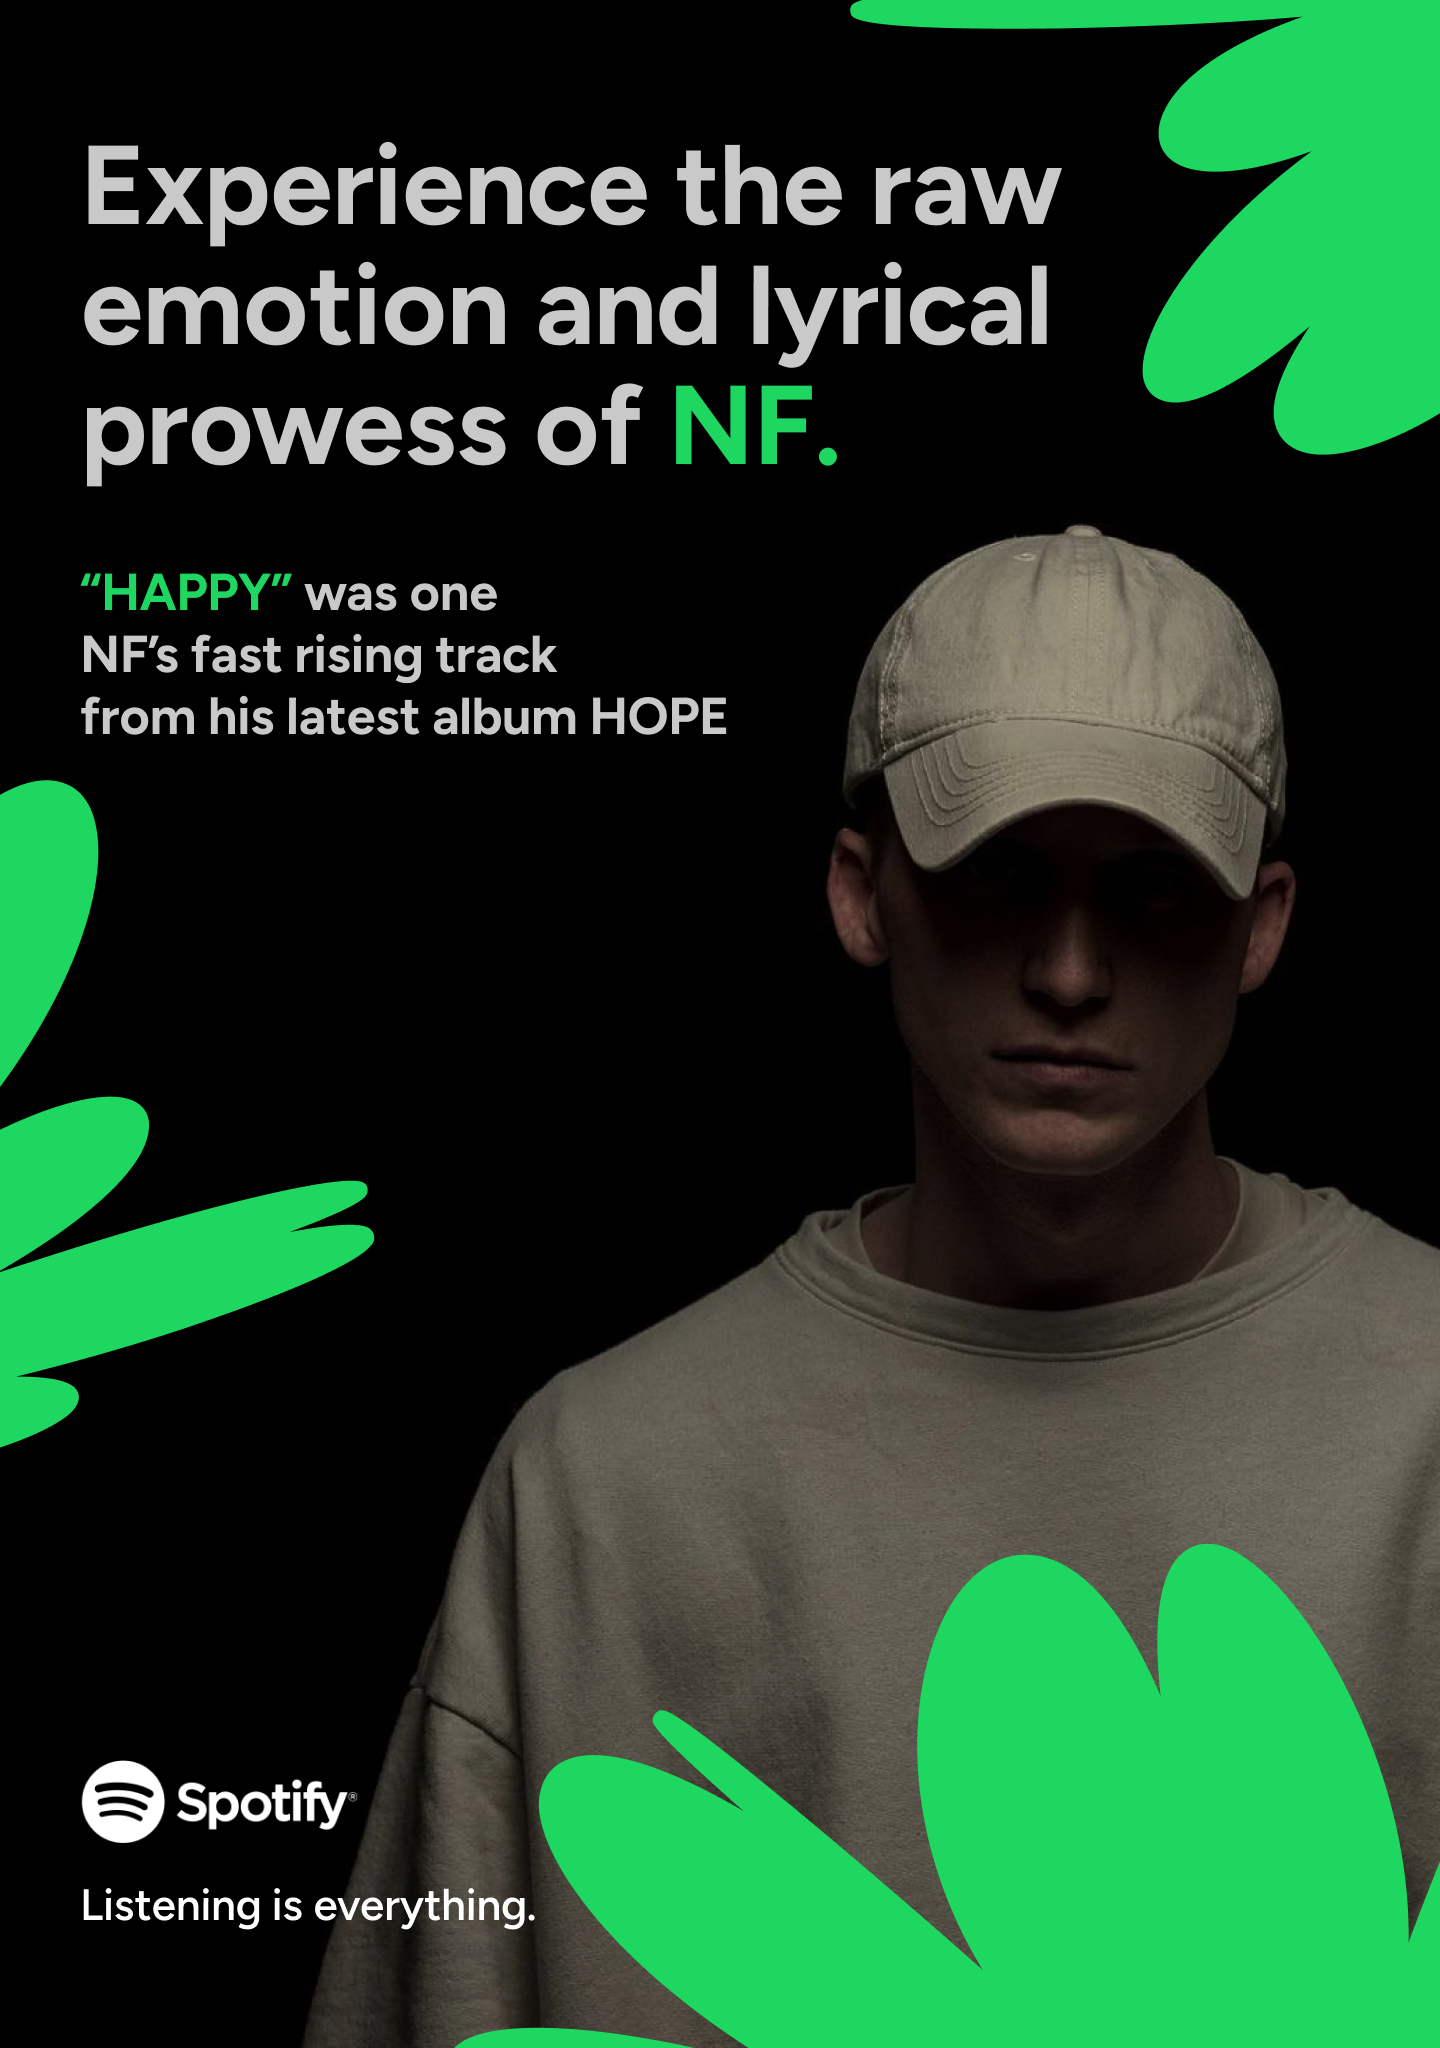 Experience the raw
emotion and lyrical
prowess of NF.
“HAPPY” was one
NF’s fast rising track
from his latest album HOPE
Spotify®
Listening is everything.